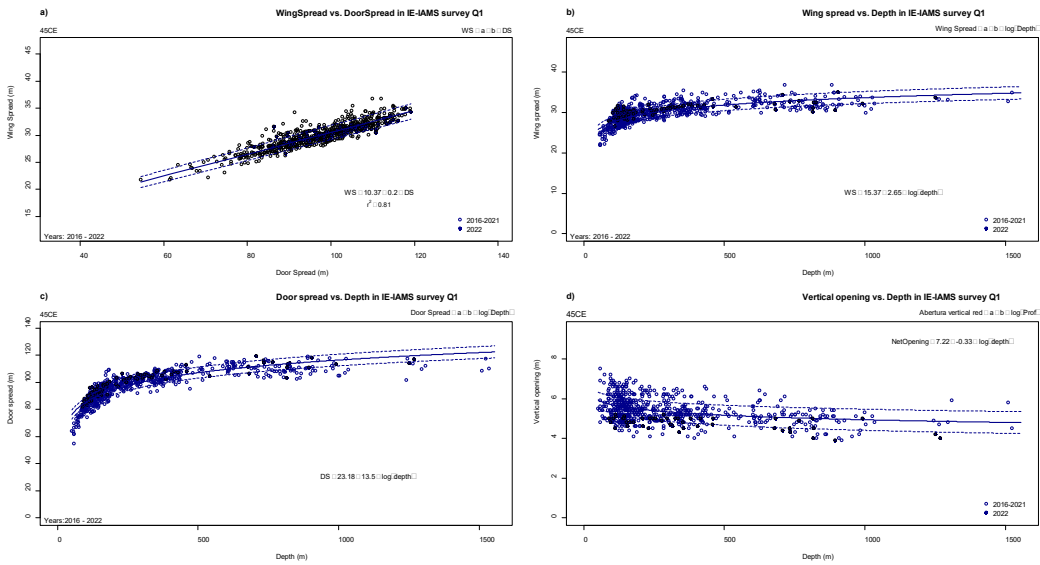 a)
WingSpread vs. DoorSpread in IE-IAMS survey Q1
45CE
WS □ a □ b □ DS
Wing Spread (m)
45
40
35
30
25
20
15
WS □ 10.37 □ 0.2 □ DS
r² □ 0.81
2016-2021
2022
Years: 2016 - 2022
40
60
80
100
120
140
Door Spread (m)
b)
Wing spread vs. Depth in IE-IAMS survey Q1
45CE
Wing Spread □ a □ b □ log□Depth□
Wing spread (m)
40
30
20
10
0
WS □ 15.37 □ 2.65 □ log□depth□
2016-2021
2022
Years: 2016 - 2022
0
500
1000
1500
Depth (m)
c)
Door spread vs. Depth in IE-IAMS survey Q1
45CE
Door Spread □ a □ b □ log□Depth□
Door spread (m)
140
120
100
80
60
40
20
0
DS □ 23.18 □ 13.5 □ log□depth□
Years:2016 - 2022
0
500
1000
1500
Depth (m)
d)
Vertical opening vs. Depth in IE-IAMS survey Q1
45CE
Abertura vertical red □ a □ b □ log□Prof□
NetOpening □ 7.22 □ -0.33 □ log□depth□
Vertical opening (m)
8
6
4
2
0
2016-2021
2022
0
500
1000
1500
Depth (m)